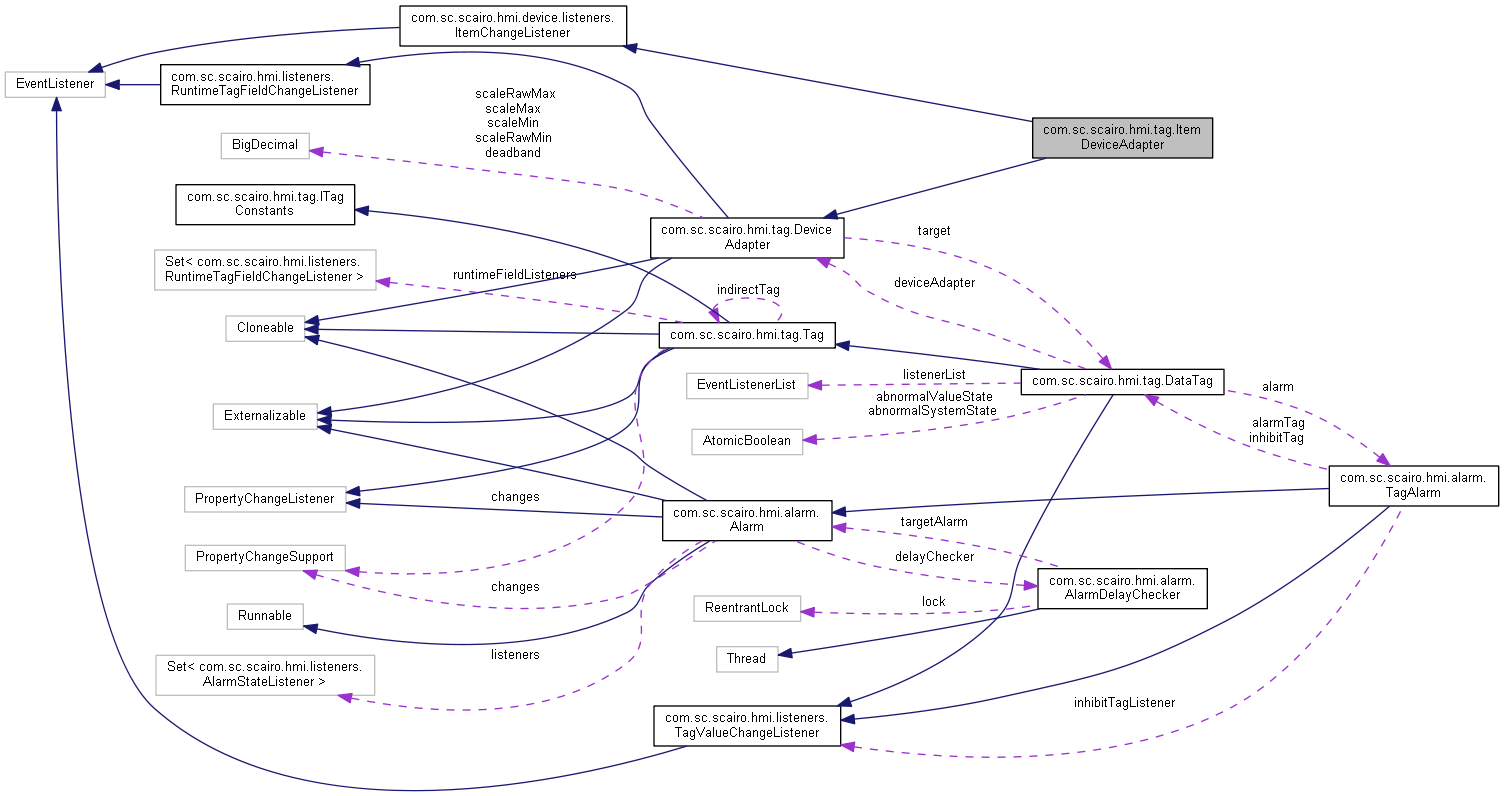 com.sc.scairo.hmi.device.listeners.
ItemChangeListener
EventListener
com.sc.scairo.hmi.listeners.
RuntimeTagFieldChangeListener
scaleRawMax
scaleMax
scaleMin
scaleRawMin
deadband
BigDecimal
com.sc.scairo.hmi.tag.Item
DeviceAdapter
com.sc.scairo.hmi.tag.ITag
Constants
com.sc.scairo.hmi.tag.Device
Adapter
target
Set< com.sc.scairo.hmi.listeners.
RuntimeTagFieldChangeListener >
runtimeFieldListeners
deviceAdapter
indirectTag
Cloneable
com.sc.scairo.hmi.tag.Tag
EventListenerList
listenerList
com.sc.scairo.hmi.tag.DataTag
alarm
abnormalValueState
abnormalSystemState
Externalizable
AtomicBoolean
alarmTag
inhibitTag
com.sc.scairo.hmi.alarm.
TagAlarm
PropertyChangeListener
changes
com.sc.scairo.hmi.alarm.
Alarm
targetAlarm
PropertyChangeSupport
delayChecker
changes
com.sc.scairo.hmi.alarm.
AlarmDelayChecker
Runnable
ReentrantLock
lock
listeners
Thread
Set< com.sc.scairo.hmi.listeners.
AlarmStateListener >
com.sc.scairo.hmi.listeners.
TagValueChangeListener
inhibitTagListener